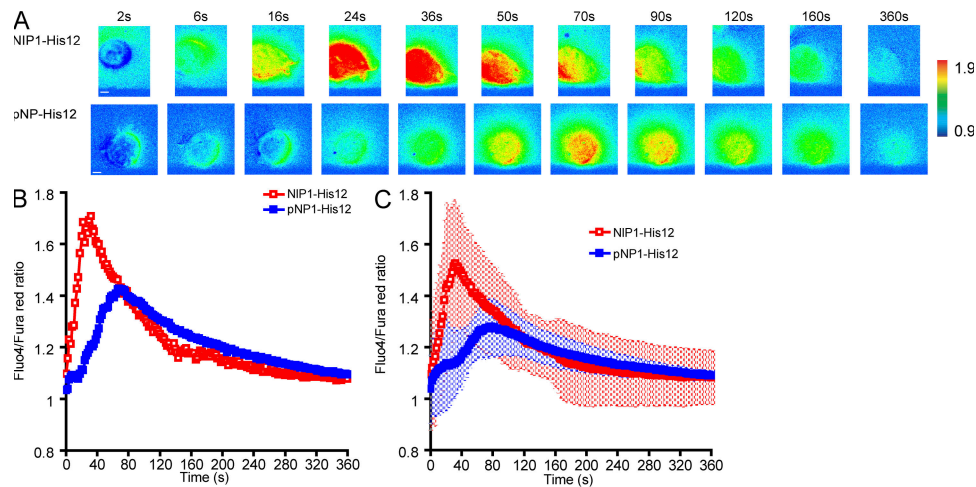 A
2s 6s 16s 24s 36s 50s 70s 90s 120s 160s 360s
NIP1-His12
pNP-His12
1.9
0.9
B
NIP1-His12
pNP1-His12
Fluo4/Fura red ratio
1.8
1.6
1.4
1.2
1
0.8
0 40 80 120 160 200 240 280 320 360
Time (s)
C
NIP1-His12
pNP1-His12
Fluo4/Fura red ratio
1.8
1.6
1.4
1.2
1
0.8
0 40 80 120 160 200 240 280 320 360
Time (s)